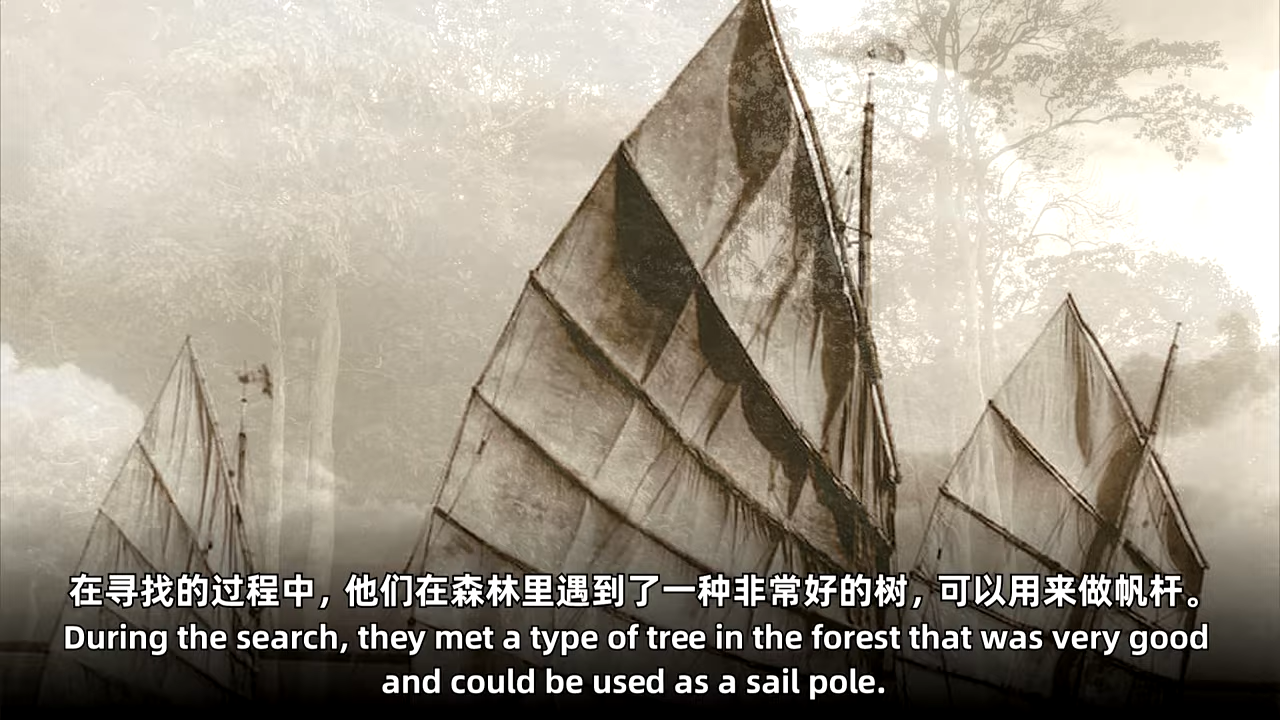 在寻找的过程中，他们在森林里遇到了一种非常好的树，可以用来做帆杆。
During the search, they met a type of tree in the forest that was very good
and could be used as a sail pole.